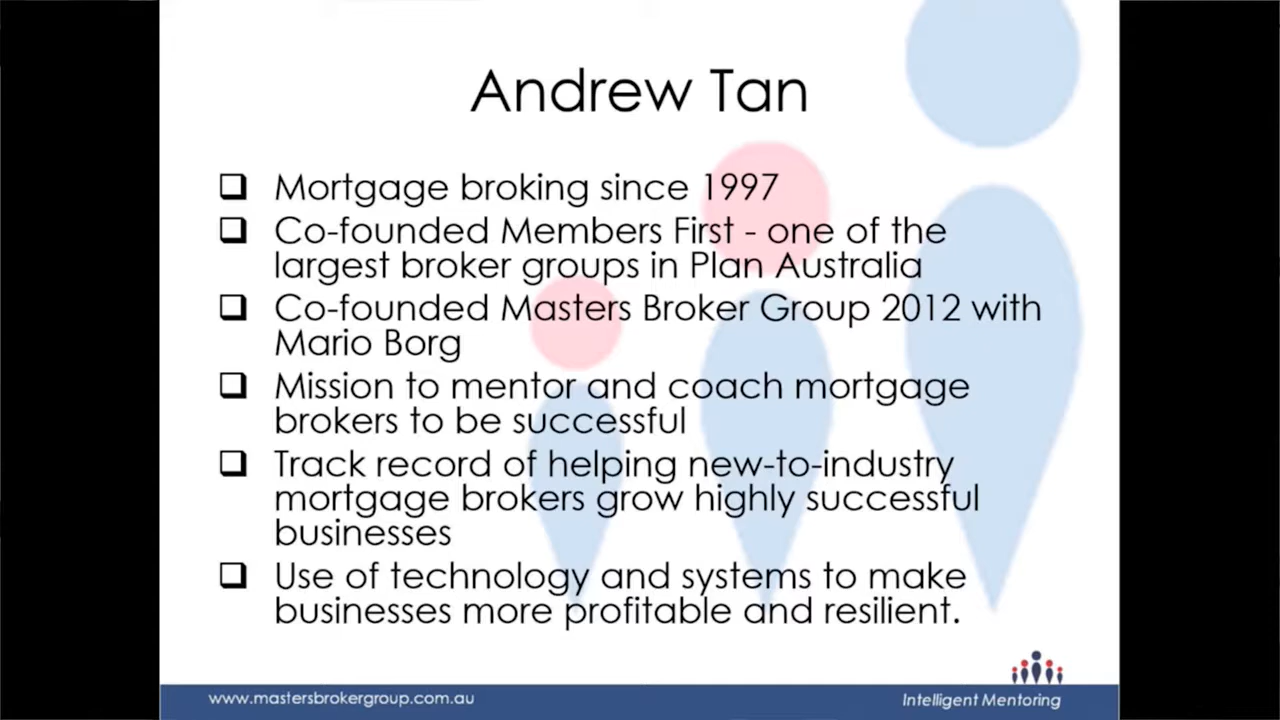 Andrew Tan
Mortgage broking since 1997
Co-founded Members First - one of the
largest broker groups in Plan Australia
Co-founded Masters Broker Group 2012 with
Mario Borg
Mission to mentor and coach mortgage
brokers to be successful
Track record of helping new-to-industry
mortgage brokers grow highly successful
businesses
Use of technology and systems to make
businesses more profitable and resilient.
www.mastersbrokergroup.com.au
Intelligent Mentoring